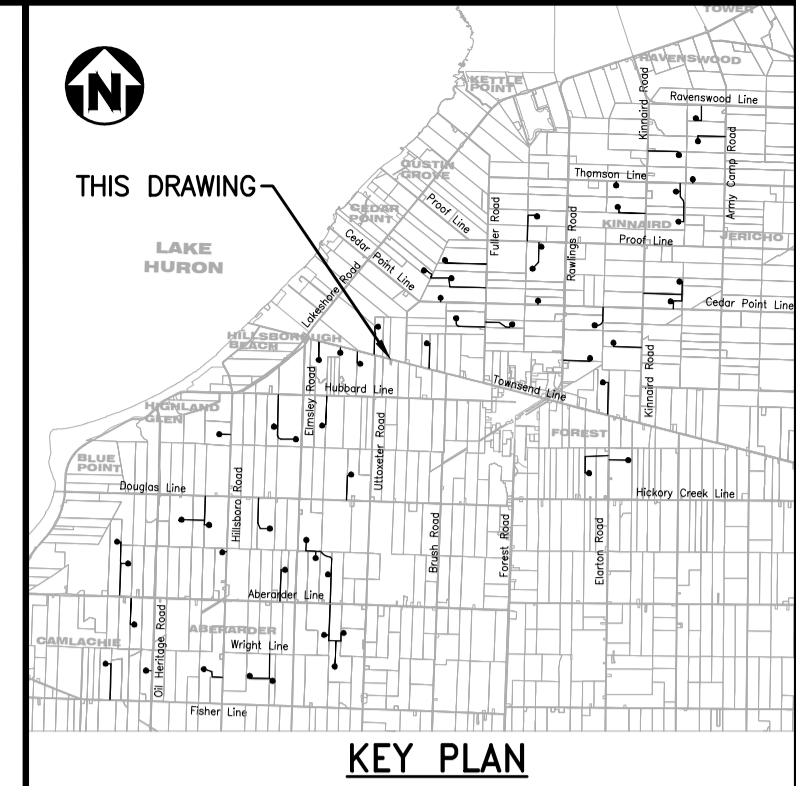 TOWER
RAVENSWOOD
KETTLE
POINT
N
Ravenswood Line
Kinnaird Road
Army Camp Road
THIS DRAWING
GUSTIN
GROVE
Thomson Line
CEDAR
POINT
Proof Line
Fuller Road
Rawlings Road
KINNAIRD
Proof Line
JERICHO
LAKE
HURON
Cedar Point Line
Lakeshore Road
Cedar Point Line
HILLSBOROUGH
BEACH
Elmsley Road
Hubbard Line
Townsend Line
Kinnaird Road
HIGHLAND
GLEN
Uttoxeter Road
FOREST
BLUE
POINT
Douglas Line
Hillsboro Road
Hickory Creek Line
Brush Road
Forest Road
Elarton Road
Aberarder Line
Oil Heritage Road
ABERARDER
CAMLACHIE
Wright Line
Fisher Line
KEY PLAN